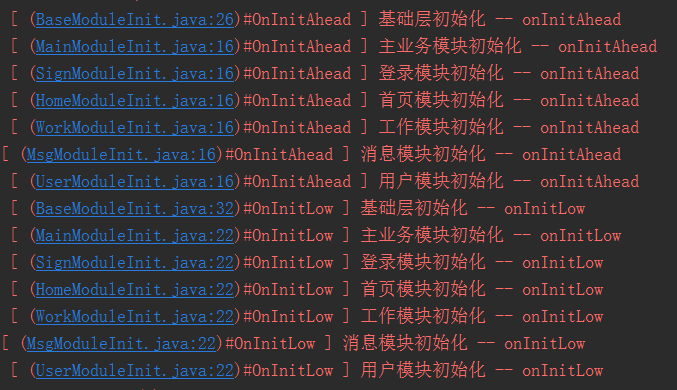 [ (BaseModuleInit.java:26)#OnInitAhead ] 基础层初始化 -- onInitAhead
[ (MainModuleInit.java:16)#OnInitAhead ] 主业务模块初始化 -- onInitAhead
[ (SignModuleInit.java:16)#OnInitAhead ] 登录模块初始化 -- onInitAhead
[ (HomeModuleInit.java:16)#OnInitAhead ] 首页模块初始化 -- onInitAhead
[ (WorkModuleInit.java:16)#OnInitAhead ] 工作模块初始化 -- onInitAhead
[ (MsgModuleInit.java:16)#OnInitAhead ] 消息模块初始化 -- onInitAhead
[ (UserModuleInit.java:16)#OnInitAhead ] 用户模块初始化 -- onInitAhead
[ (BaseModuleInit.java:32)#OnInitLow ] 基础层初始化 -- onInitLow
[ (MainModuleInit.java:22)#OnInitLow ] 主业务模块初始化 -- onInitLow
[ (SignModuleInit.java:22)#OnInitLow ] 登录模块初始化 -- onInitLow
[ (HomeModuleInit.java:22)#OnInitLow ] 首页模块初始化 -- onInitLow
[ (WorkModuleInit.java:22)#OnInitLow ] 工作模块初始化 -- onInitLow
[ (MsgModuleInit.java:22)#OnInitLow ] 消息模块初始化 -- onInitLow
[ (UserModuleInit.java:22)#OnInitLow ] 用户模块初始化 -- onInitLow